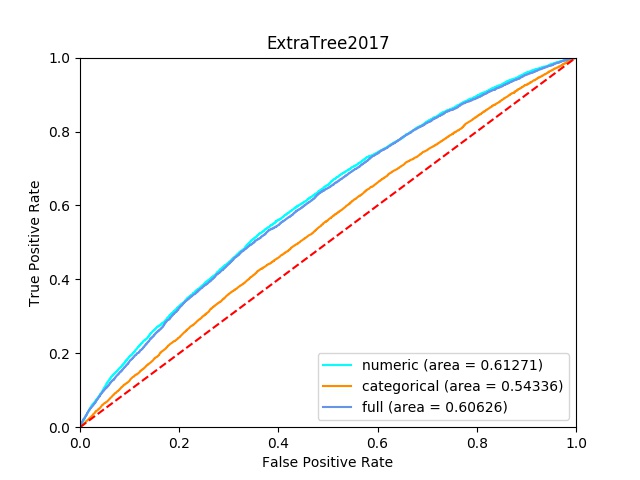 ExtraTree2017
1.0
0.8
0.6
0.4
0.2
0.0
True Positive Rate
numeric (area = 0.61271)
categorical (area = 0.54336)
full (area = 0.60626)
0.0 0.2 0.4 0.6 0.8 1.0
False Positive Rate